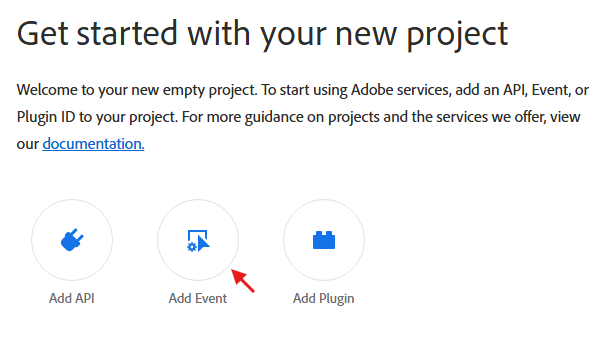 Get started with your new project
Welcome to your new empty project. To start using Adobe services, add an API, Event, or
Plugin ID to your project. For more guidance on projects and the services we offer, view
our documentation.
Add API
Add Event
Add Plugin